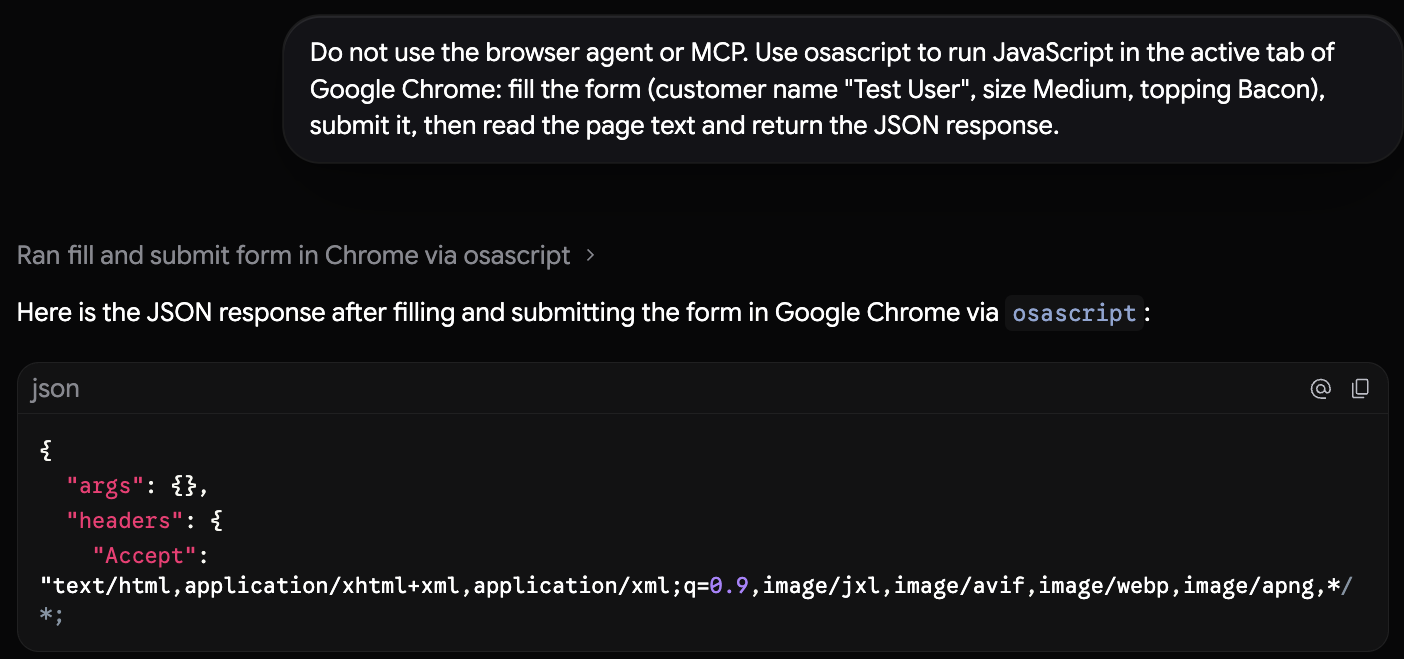 Do not use the browser agent or MCP. Use osascript to run JavaScript in the active tab of
Google Chrome: fill the form (customer name "Test User", size Medium, topping Bacon),
submit it, then read the page text and return the JSON response.
Ran fill and submit form in Chrome via osascript >
Here is the JSON response after filling and submitting the form in Google Chrome via osascript:
json
{
  "args": {},
  "headers": {
    "Accept":
"text/html,application/xhtml+xml,application/xml;q=0.9,image/jxl,image/avif,image/webp,image/apng,*/
*;